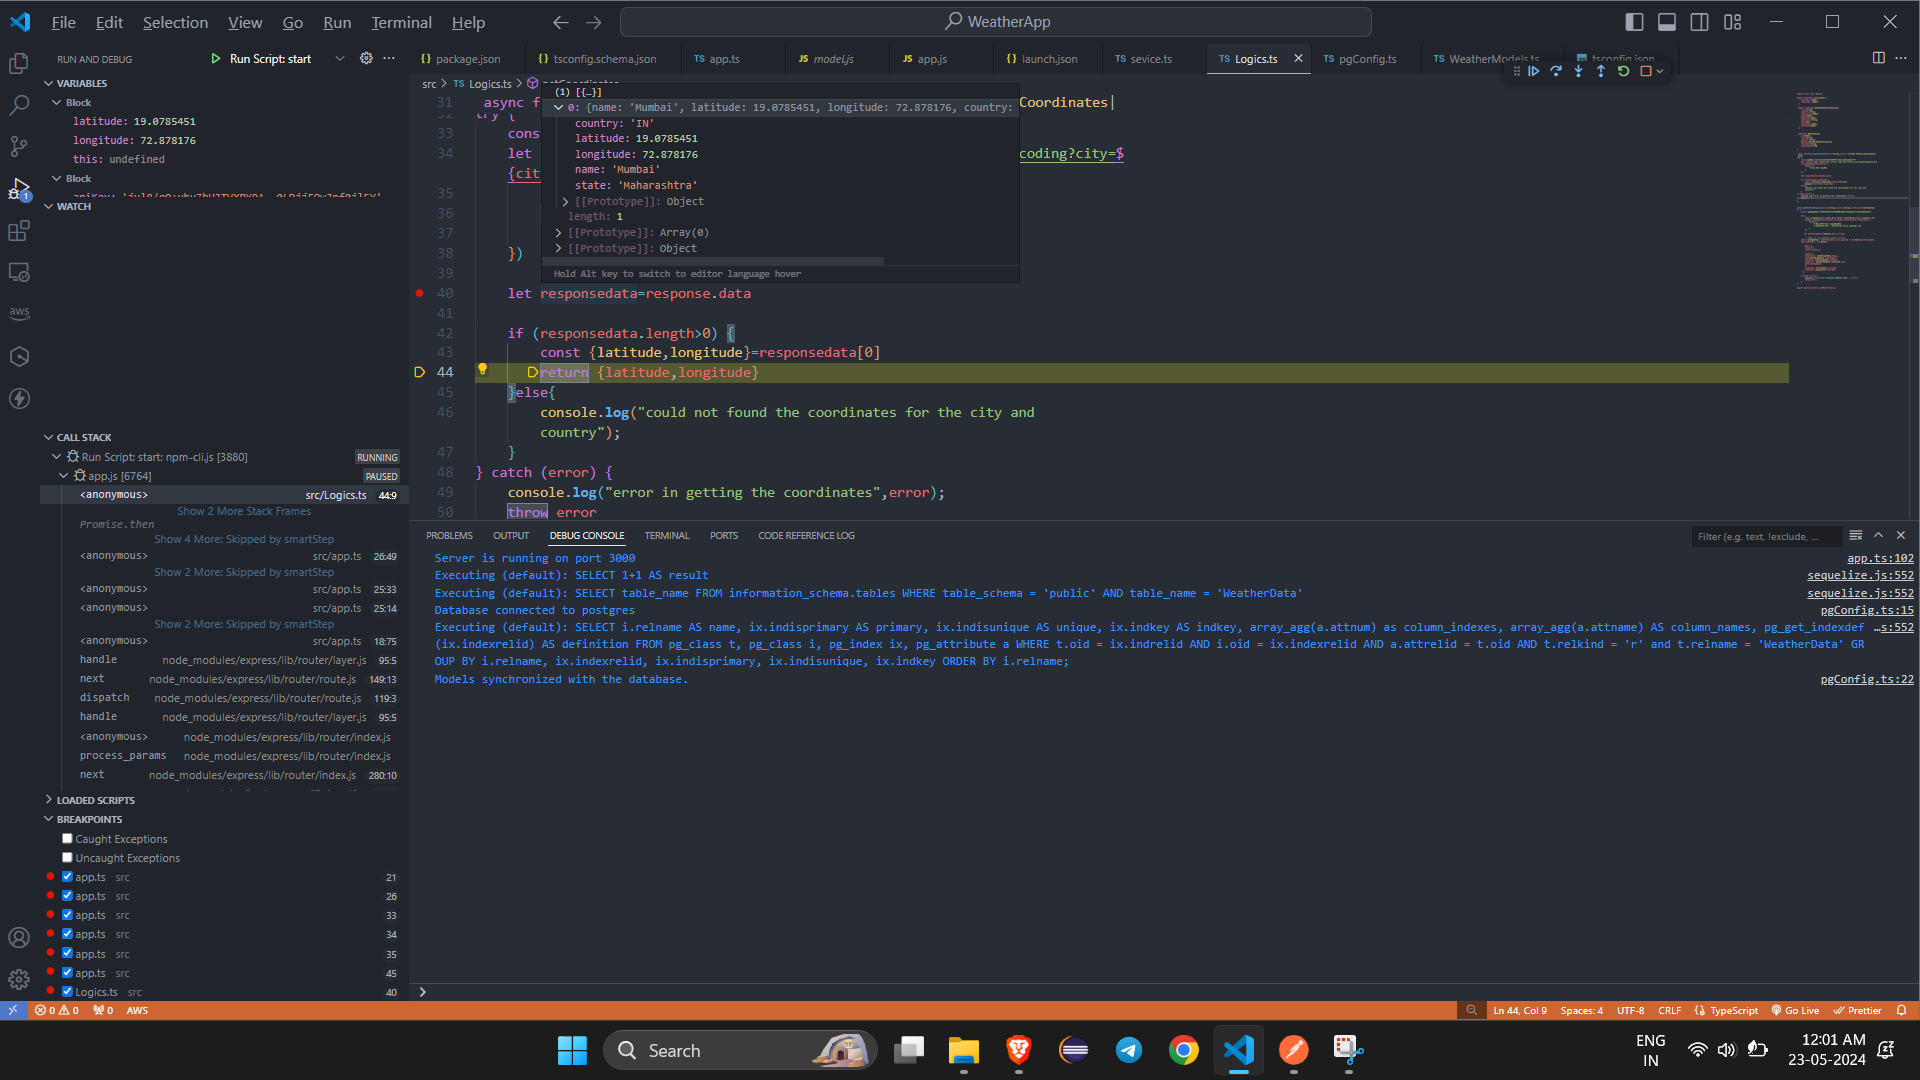 File Edit Selection View Go Run Terminal Help
WeatherApp
RUN AND DEBUG
Run Script: start
package.json
tsconfig.schema.json
TS app.ts
JS model.js
JS app.js
launch.json
TS sevice.ts
TS Logics.ts
TS pgConfig.ts
TS WeatherModels.ts
tsconfig.json
VARIABLES
Block
latitude: 19.0785451
longitude: 72.878176
this: undefined
Block
WATCH
CALL STACK
Run Script: start: npm-cli.js [3880] RUNNING
app.js [6764] PAUSED
<anonymous> src/Logics.ts 44:9
Show 2 More Stack Frames
Promise.then
Show 4 More: Skipped by smartStep
<anonymous> src/app.ts 26:49
Show 2 More: Skipped by smartStep
<anonymous> src/app.ts 25:33
<anonymous> src/app.ts 25:14
Show 2 More: Skipped by smartStep
<anonymous> src/app.ts 18:75
handle node_modules/express/lib/router/layer.js 95:5
next node_modules/express/lib/router/route.js 149:13
dispatch node_modules/express/lib/router/route.js 119:3
handle node_modules/express/lib/router/layer.js 95:5
<anonymous> node_modules/express/lib/router/index.js
process_params node_modules/express/lib/router/index.js
next node_modules/express/lib/router/index.js 280:10
LOADED SCRIPTS
BREAKPOINTS
Caught Exceptions
Uncaught Exceptions
app.ts src 21
app.ts src 26
app.ts src 33
app.ts src 34
app.ts src 35
app.ts src 45
Logics.ts src 40
aws
1
src > TS Logics.ts >
(1) [{…}]
0: {name: 'Mumbai', latitude: 19.0785451, longitude: 72.878176, country:
country: 'IN'
latitude: 19.0785451
longitude: 72.878176
name: 'Mumbai'
state: 'Maharashtra'
[[Prototype]]: Object
length: 1
[[Prototype]]: Array(0)
[[Prototype]]: Object
Hold Alt key to switch to editor language hover
31 async f Coordinates
32 try {
33 cons
34 let coding?city=$
{cit
35
36
37
38 })
39
40 let responsedata=response.data
41
42 if (responsedata.length>0) {
43 const {latitude,longitude}=responsedata[0]
44 return {latitude,longitude}
45 }else{
46 console.log("could not found the coordinates for the city and
country");
47 }
48 } catch (error) {
49 console.log("error in getting the coordinates",error);
50 throw error
PROBLEMS OUTPUT DEBUG CONSOLE TERMINAL PORTS CODE REFERENCE LOG
Filter (e.g. text, !exclude, ...
Server is running on port 3000 app.ts:102
Executing (default): SELECT 1+1 AS result sequelize.js:552
Executing (default): SELECT table_name FROM information_schema.tables WHERE table_schema = 'public' AND table_name = 'WeatherData' sequelize.js:552
Database connected to postgres pgConfig.ts:15
Executing (default): SELECT i.relname AS name, ix.indisprimary AS primary, ix.indisunique AS unique, ix.indkey AS indkey, array_agg(a.attnum) as column_indexes, array_agg(a.attname) AS column_names, pg_get_indexdef …s:552
(ix.indexrelid) AS definition FROM pg_class t, pg_class i, pg_index ix, pg_attribute a WHERE t.oid = ix.indrelid AND i.oid = ix.indexrelid AND a.attrelid = t.oid AND t.relkind = 'r' and t.relname = 'WeatherData' GR
OUP BY i.relname, ix.indexrelid, ix.indisprimary, ix.indisunique, ix.indkey ORDER BY i.relname;
Models synchronized with the database. pgConfig.ts:22
0 0 0 AWS
Ln 44, Col 9 Spaces: 4 UTF-8 CRLF TypeScript Go Live Prettier
Search
ENG
IN
12:01 AM
23-05-2024